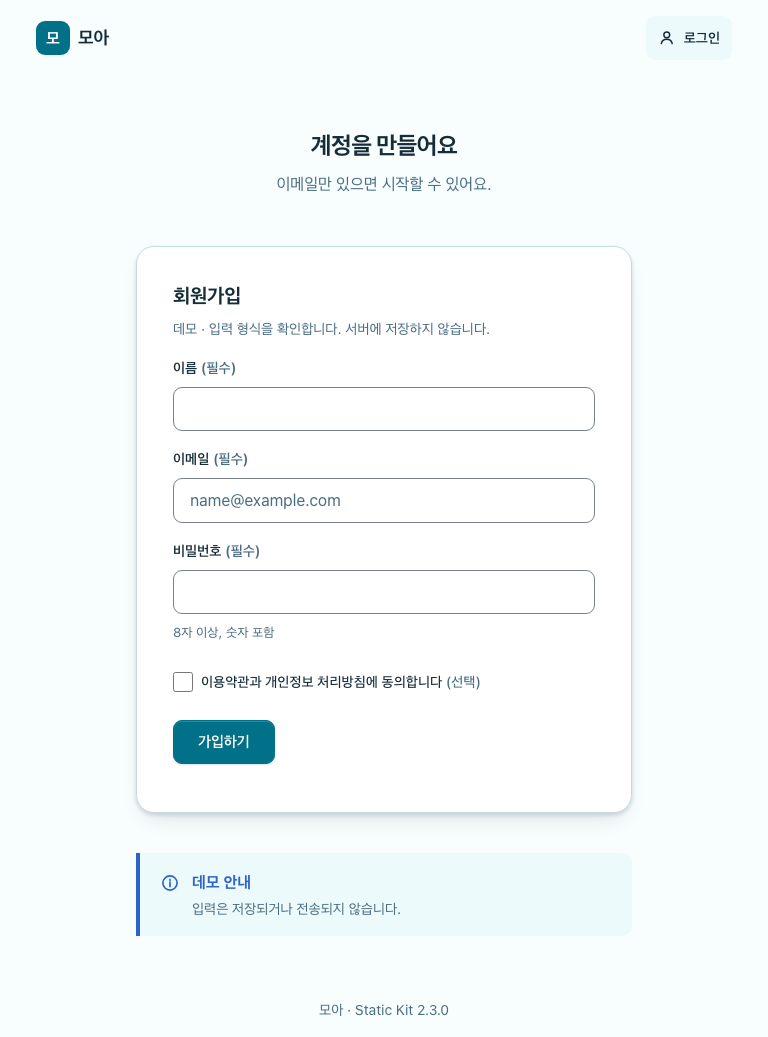 모 모아
로그인
계정을 만들어요
이메일만 있으면 시작할 수 있어요.
회원가입
데모 · 입력 형식을 확인합니다. 서버에 저장하지 않습니다.
이름 (필수)
이메일 (필수)
name@example.com
비밀번호 (필수)
8자 이상, 숫자 포함
이용약관과 개인정보 처리방침에 동의합니다 (선택)
가입하기
데모 안내
입력은 저장되거나 전송되지 않습니다.
모아 · Static Kit 2.3.0